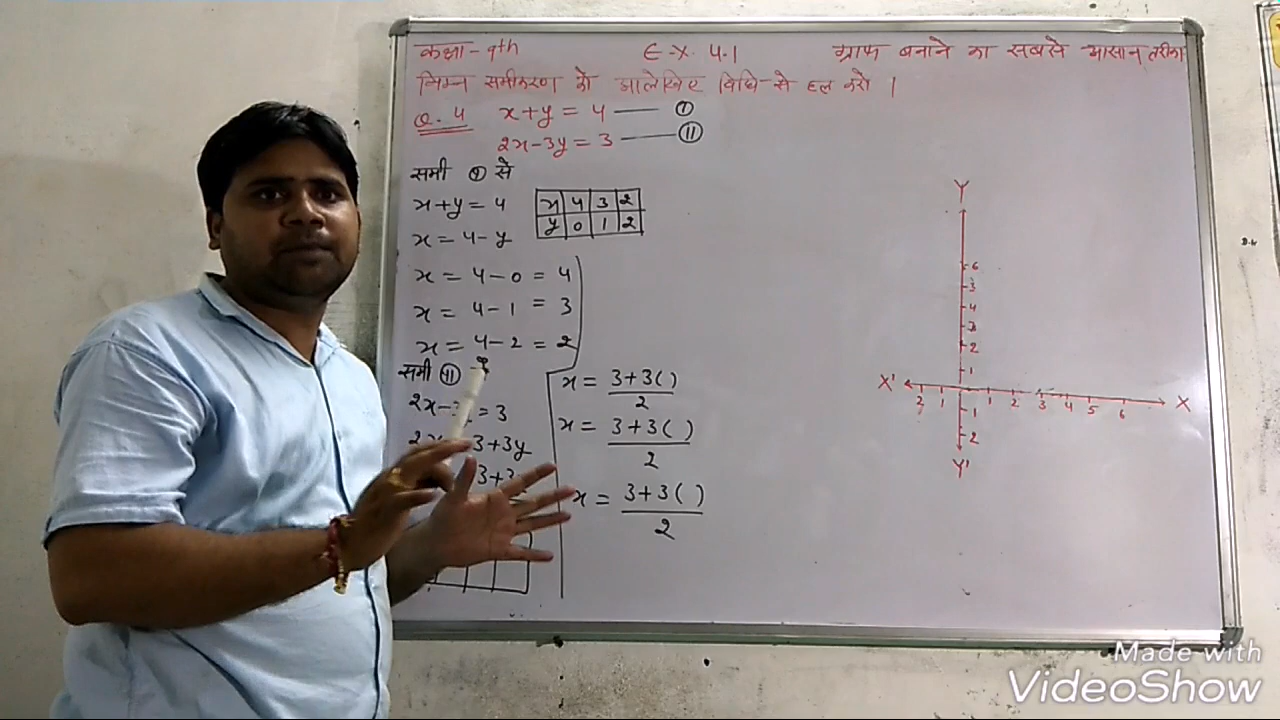 कक्षा-9th E.X. 4.1 ग्राफ बनाने का सबसे आसान तरीका
निम्न समीकरण को आलेखिए विधि-से हल करो ।
Q. 4 x+y = 4 —— ①
2x-3y = 3 —— ⑪
समी ① से
x+y = 4
x = 4-y
x 4 3 2
y 0 1 2
x = 4-0 = 4
x = 4-1 = 3
x = 4-2 = 2
समी ⑪ से
= 3
3+3y
x = 3+3( )
2
x = 3+3( )
2
x = 3+3( )
2
Y
6
5
4
3
2
1
X' 2 1 1 2 3 4 5 6 X
1
2
Y'
Made with
VideoShow